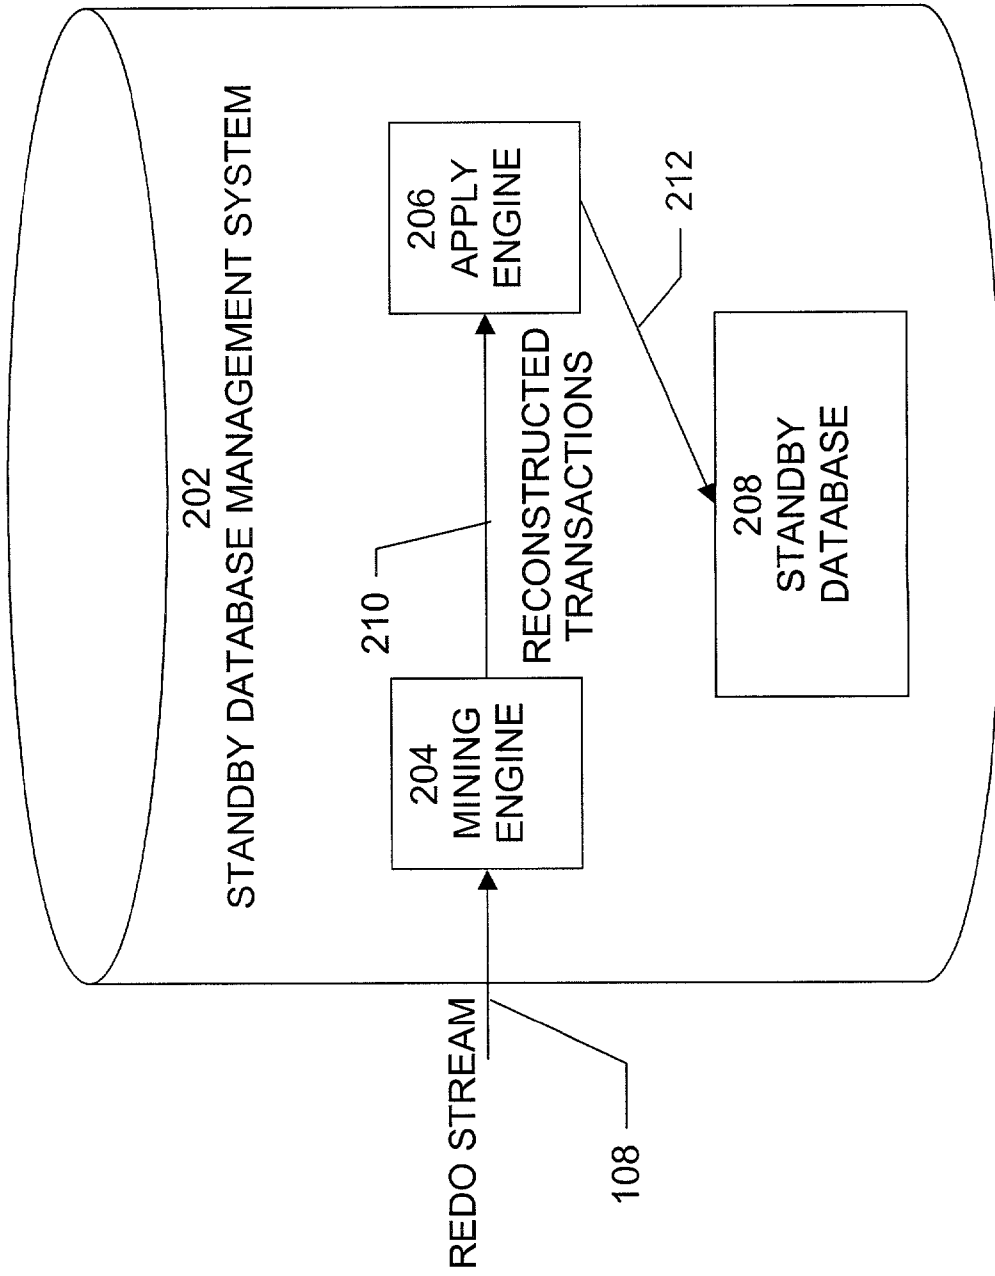 202
STANDBY DATABASE MANAGEMENT SYSTEM
REDO STREAM
108
204
MINING
ENGINE
210
RECONSTRUCTED
TRANSACTIONS
206
APPLY
ENGINE
212
208
STANDBY
DATABASE